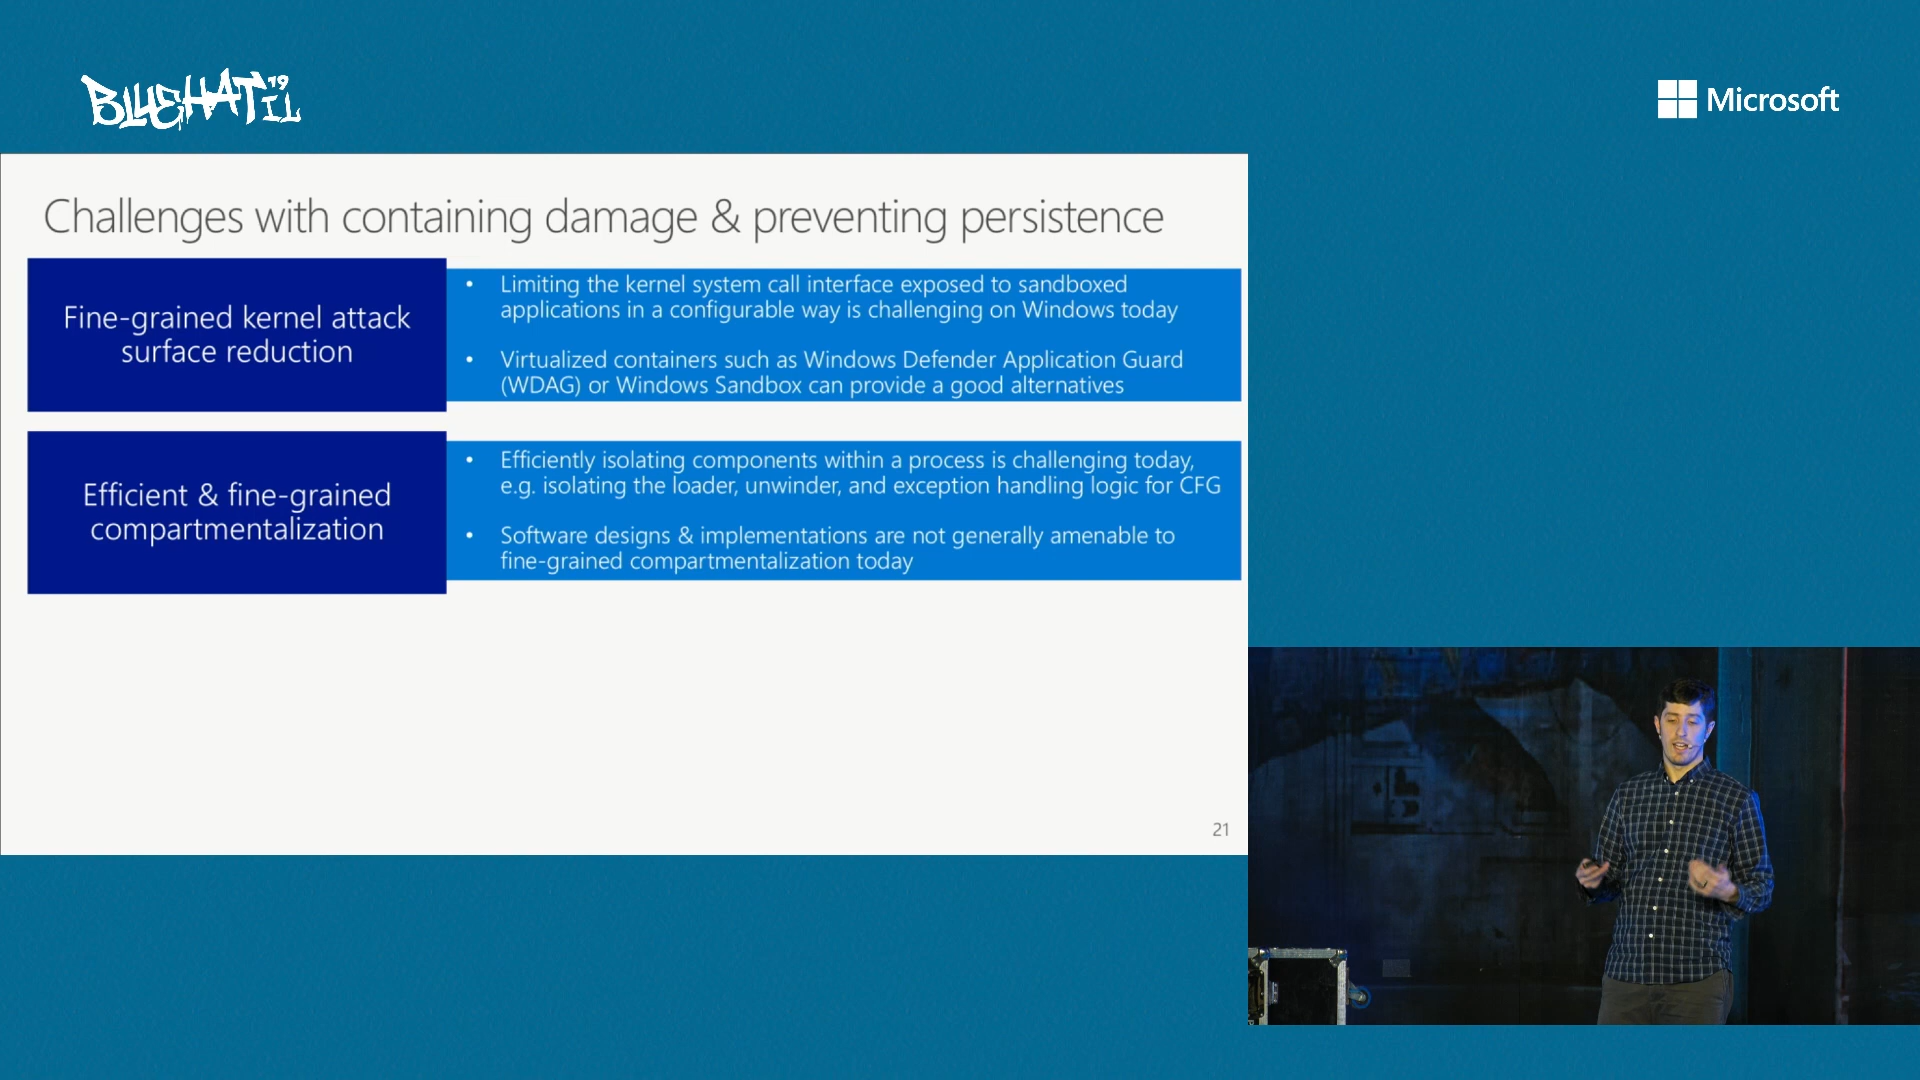 BLUEHAT 19 IL
Microsoft
Challenges with containing damage & preventing persistence
Fine-grained kernel attack
surface reduction
• Limiting the kernel system call interface exposed to sandboxed
applications in a configurable way is challenging on Windows today
• Virtualized containers such as Windows Defender Application Guard
(WDAG) or Windows Sandbox can provide a good alternatives
Efficient & fine-grained
compartmentalization
• Efficiently isolating components within a process is challenging today,
e.g. isolating the loader, unwinder, and exception handling logic for CFG
• Software designs & implementations are not generally amenable to
fine-grained compartmentalization today
21